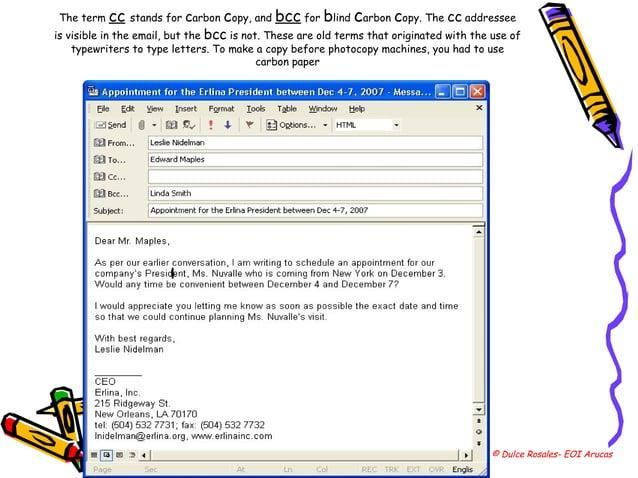 The term cc stands for carbon copy, and bcc for blind carbon copy. The cc addressee
is visible in the email, but the bcc is not. These are old terms that originated with the use of
typewriters to type letters. To make a copy before photocopy machines, you had to use
carbon paper
Appointment for the Erlina President between Dec 4-7, 2007 - Messa...
File Edit View Insert Format Tools Table Window Help
Send Options... HTML
From... Leslie Nidelman
To... Edward Maples
Cc...
Bcc... Linda Smith
Subject: Appointment for the Erlina President between Dec 4-7, 2007
Dear Mr. Maples,
As per our earlier conversation, I am writing to schedule an appointment for our
company's President, Ms. Nuvalle who is coming from New York on December 3.
Would any time be convenient between December 4 and December 7?
I would appreciate you letting me know as soon as possible the exact date and time
so that we could continue planning Ms. Nuvalle's visit.
With best regards,
Leslie Nidelman
CEO
Erlina, Inc.
215 Ridgeway St.
New Orleans, LA 70170
tel: (504) 532 7731; fax: (504) 532 7732
lnidelman@erlina.org, www.erlinainc.com
Page Sec At Ln Col REC TRK EXT OVR Englis
© Dulce Rosales- EOI Arucas